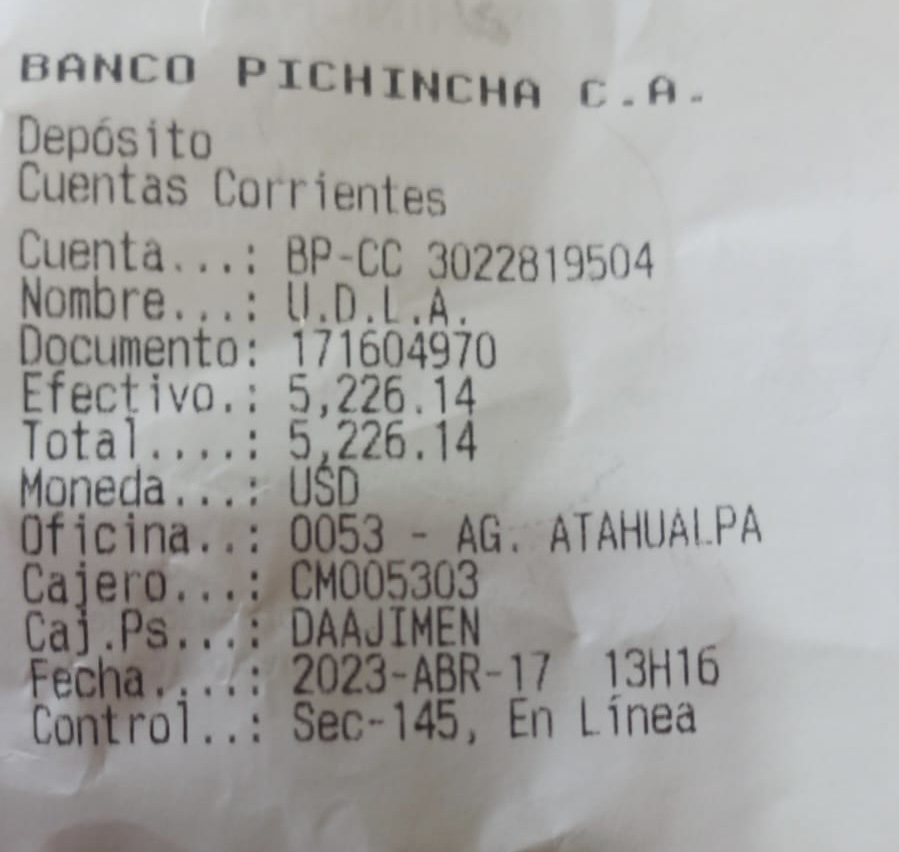 BANCO PICHINCHA C.A.
Depósito
Cuentas Corrientes
Cuenta...: BP-CC 3022819504
Nombre...: U.D.L.A.
Documento: 171604970
Efectivo.: 5,226.14
Total....: 5,226.14
Moneda...: USD
Oficina..: 0053 - AG. ATAHUALPA
Cajero...: CM005303
Caj.Ps...: DAAJIMEN
Fecha....: 2023-ABR-17 13H16
Control..: Sec-145, En Línea